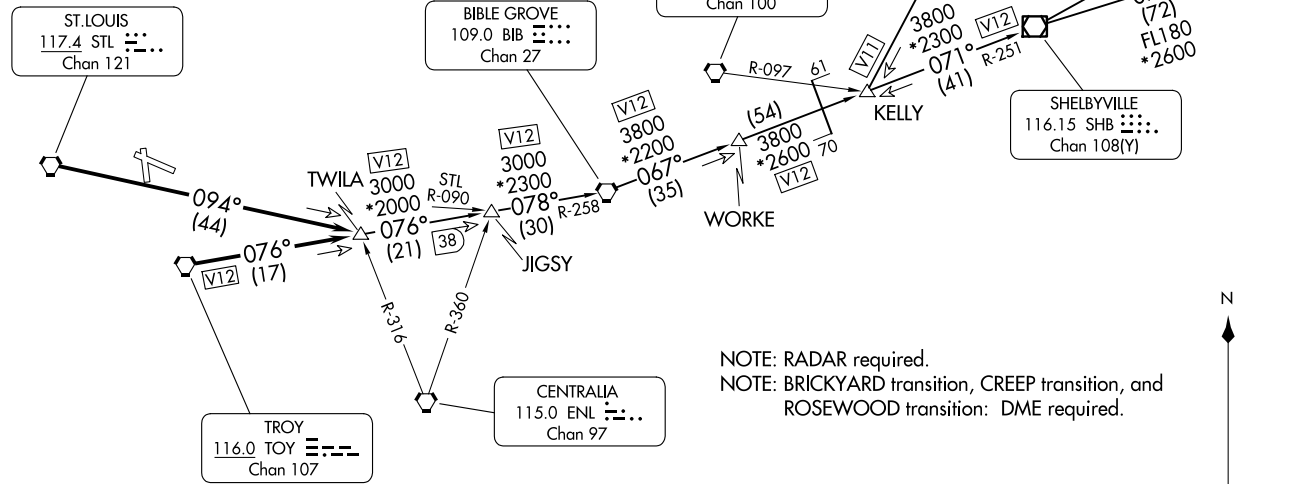 Chan 100
ST.LOUIS
117.4 STL
Chan 121
BIBLE GROVE
109.0 BIB
Chan 27
3800
*2300
V12
V11
071°
(41)
R-251
(72)
FL180
*2600
R-097
61
KELLY
SHELBYVILLE
116.15 SHB
Chan 108(Y)
V12
3800
*2200
067°
(35)
(54)
3800
*2600
V12
70
WORKE
V12
3000
*2300
078°
(30)
R-258
JIGSY
TWILA
V12
3000
*2000
076°
(21)
STL
R-090
38
094°
(44)
076°
V12
(17)
R-316
R-360
N
NOTE: RADAR required.
NOTE: BRICKYARD transition, CREEP transition, and
ROSEWOOD transition: DME required.
CENTRALIA
115.0 ENL
Chan 97
TROY
116.0 TOY
Chan 107